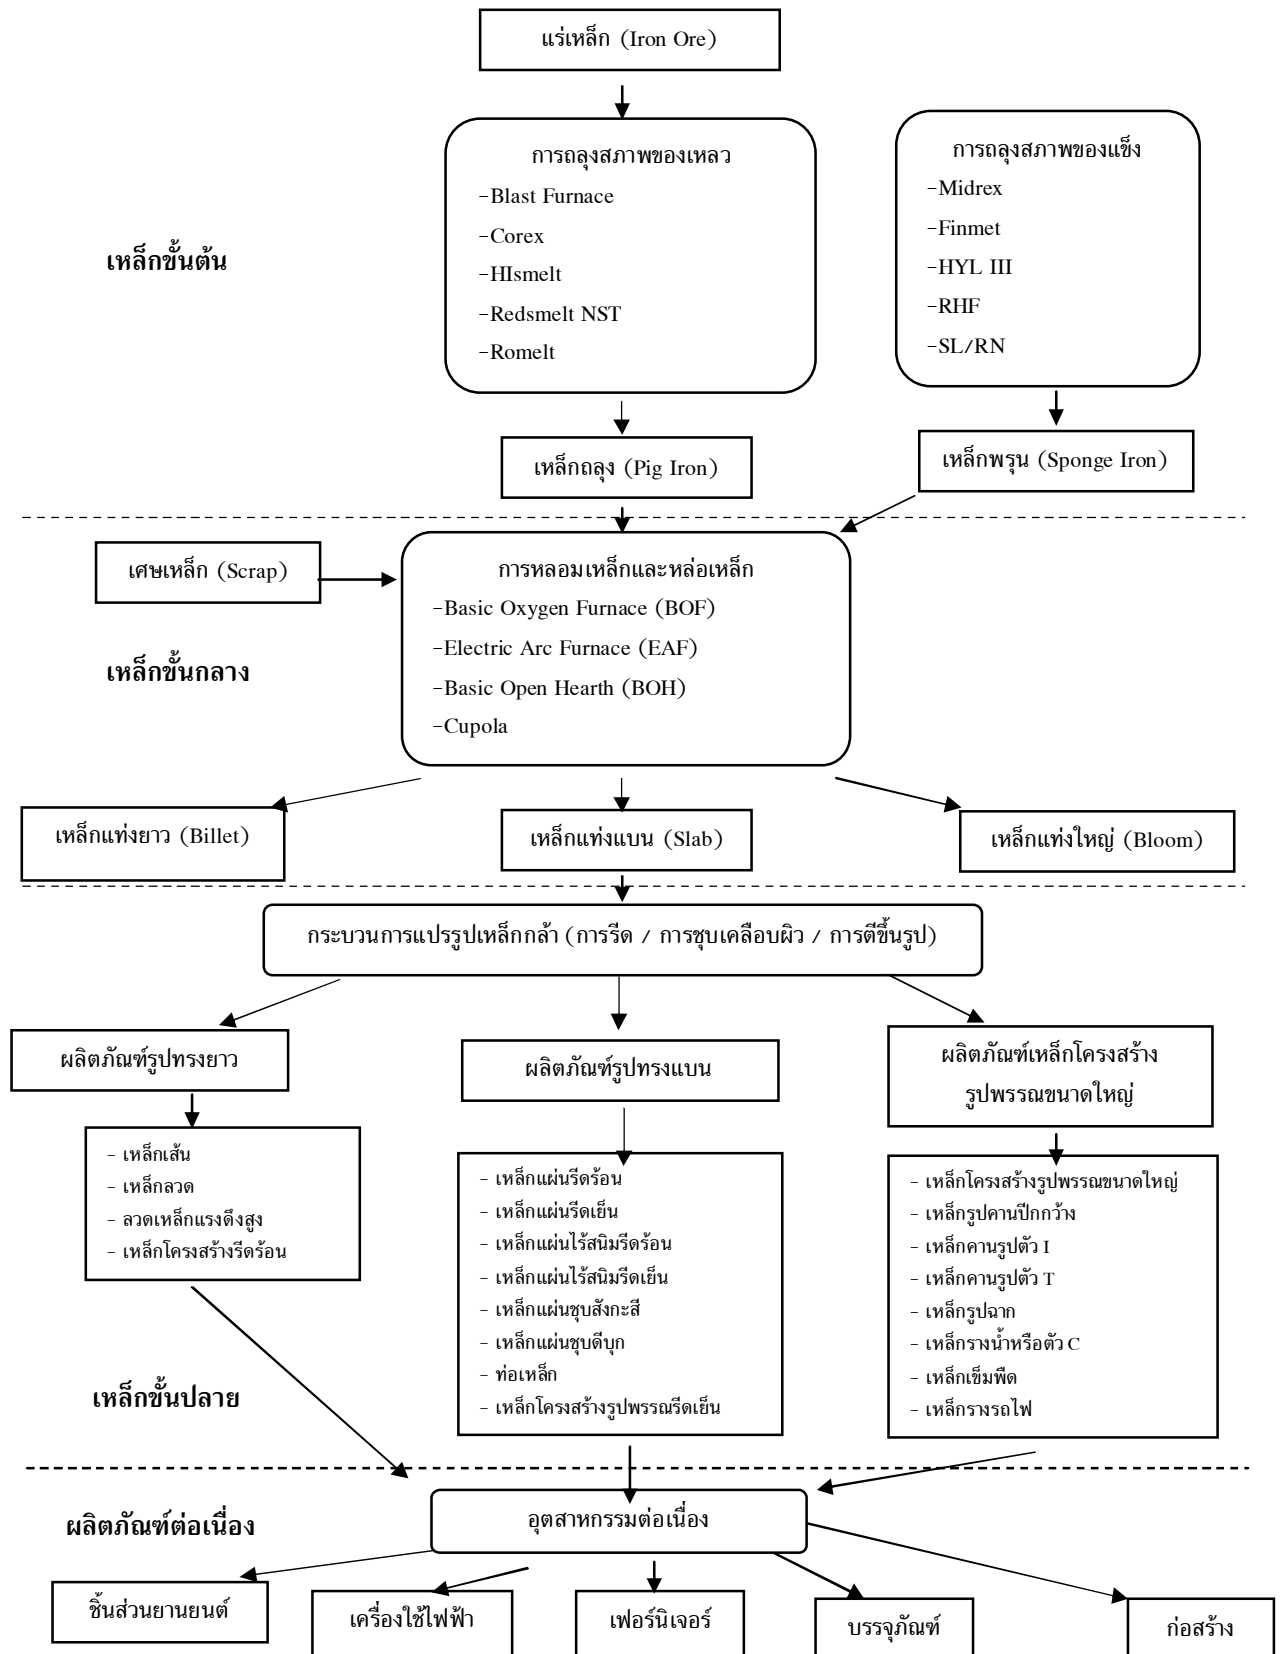 แร่เหล็ก (Iron Ore)
การถลุงสภาพของเหลว
-Blast Furnace
-Corex
-HIsmelt
-Redsmelt NST
-Romelt
การถลุงสภาพของแข็ง
-Midrex
-Finmet
-HYL III
-RHF
-SL/RN
เหล็กขั้นต้น
เหล็กถลุง (Pig Iron)
เหล็กพรุน (Sponge Iron)
เศษเหล็ก (Scrap)
การหลอมเหล็กและหล่อเหล็ก
-Basic Oxygen Furnace (BOF)
-Electric Arc Furnace (EAF)
-Basic Open Hearth (BOH)
-Cupola
เหล็กขั้นกลาง
เหล็กแท่งยาว (Billet)
เหล็กแท่งแบน (Slab)
เหล็กแท่งใหญ่ (Bloom)
กระบวนการแปรรูปเหล็กกล้า (การรีด / การชุบเคลือบผิว / การตีขึ้นรูป)
ผลิตภัณฑ์รูปทรงยาว
ผลิตภัณฑ์รูปทรงแบน
ผลิตภัณฑ์เหล็กโครงสร้าง
รูปพรรณขนาดใหญ่
- เหล็กเส้น
- เหล็กลวด
- ลวดเหล็กแรงดึงสูง
- เหล็กโครงสร้างรีดร้อน
- เหล็กแผ่นรีดร้อน
- เหล็กแผ่นรีดเย็น
- เหล็กแผ่นไร้สนิมรีดร้อน
- เหล็กแผ่นไร้สนิมรีดเย็น
- เหล็กแผ่นชุบสังกะสี
- เหล็กแผ่นชุบดีบุก
- ท่อเหล็ก
- เหล็กโครงสร้างรูปพรรณรีดเย็น
- เหล็กโครงสร้างรูปพรรณขนาดใหญ่
- เหล็กรูปคานปีกกว้าง
- เหล็กคานรูปตัว I
- เหล็กคานรูปตัว T
- เหล็กรูปฉาก
- เหล็กรางน้ำหรือตัว C
- เหล็กเข็มพืด
- เหล็กรางรถไฟ
เหล็กขั้นปลาย
ผลิตภัณฑ์ต่อเนื่อง
อุตสาหกรรมต่อเนื่อง
ชิ้นส่วนยานยนต์
เครื่องใช้ไฟฟ้า
เฟอร์นิเจอร์
บรรจุภัณฑ์
ก่อสร้าง